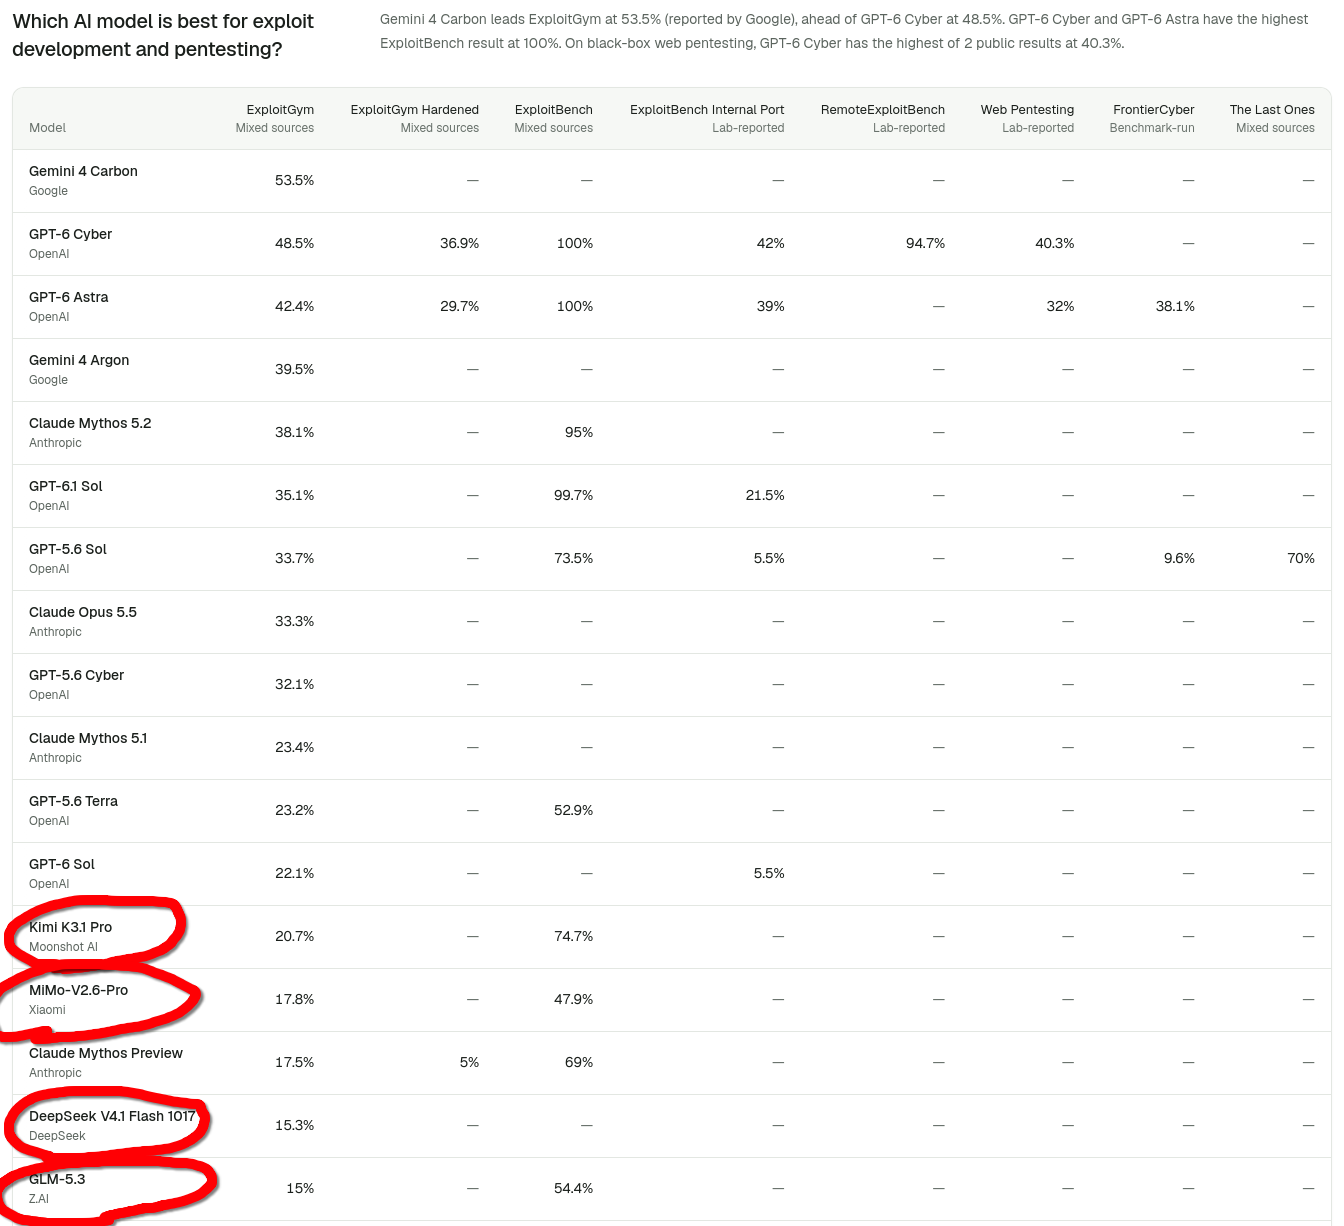 Which AI model is best for exploit
development and pentesting?
Gemini 4 Carbon leads ExploitGym at 53.5% (reported by Google), ahead of GPT-6 Cyber at 48.5%. GPT-6 Cyber and GPT-6 Astra have the highest
ExploitBench result at 100%. On black-box web pentesting, GPT-6 Cyber has the highest of 2 public results at 40.3%.
Model ExploitGym ExploitGym Hardened ExploitBench ExploitBench Internal Port RemoteExploitBench Web Pentesting FrontierCyber The Last Ones
Mixed sources Mixed sources Mixed sources Lab-reported Lab-reported Lab-reported Benchmark-run Mixed sources
Gemini 4 Carbon
Google
53.5% — — — — — — —
GPT-6 Cyber
OpenAI
48.5% 36.9% 100% 42% 94.7% 40.3% — —
GPT-6 Astra
OpenAI
42.4% 29.7% 100% 39% — 32% 38.1% —
Gemini 4 Argon
Google
39.5% — — — — — — —
Claude Mythos 5.2
Anthropic
38.1% — 95% — — — — —
GPT-6.1 Sol
OpenAI
35.1% — 99.7% 21.5% — — — —
GPT-5.6 Sol
OpenAI
33.7% — 73.5% 5.5% — — 9.6% 70%
Claude Opus 5.5
Anthropic
33.3% — — — — — — —
GPT-5.6 Cyber
OpenAI
32.1% — — — — — — —
Claude Mythos 5.1
Anthropic
23.4% — — — — — — —
GPT-5.6 Terra
OpenAI
23.2% — 52.9% — — — — —
GPT-6 Sol
OpenAI
22.1% — — 5.5% — — — —
Kimi K3.1 Pro
Moonshot AI
20.7% — 74.7% — — — — —
MiMo-V2.6-Pro
Xiaomi
17.8% — 47.9% — — — — —
Claude Mythos Preview
Anthropic
17.5% 5% 69% — — — — —
DeepSeek V4.1 Flash 1017
DeepSeek
15.3% — — — — — — —
GLM-5.3
Z.AI
15% — 54.4% — — — — —